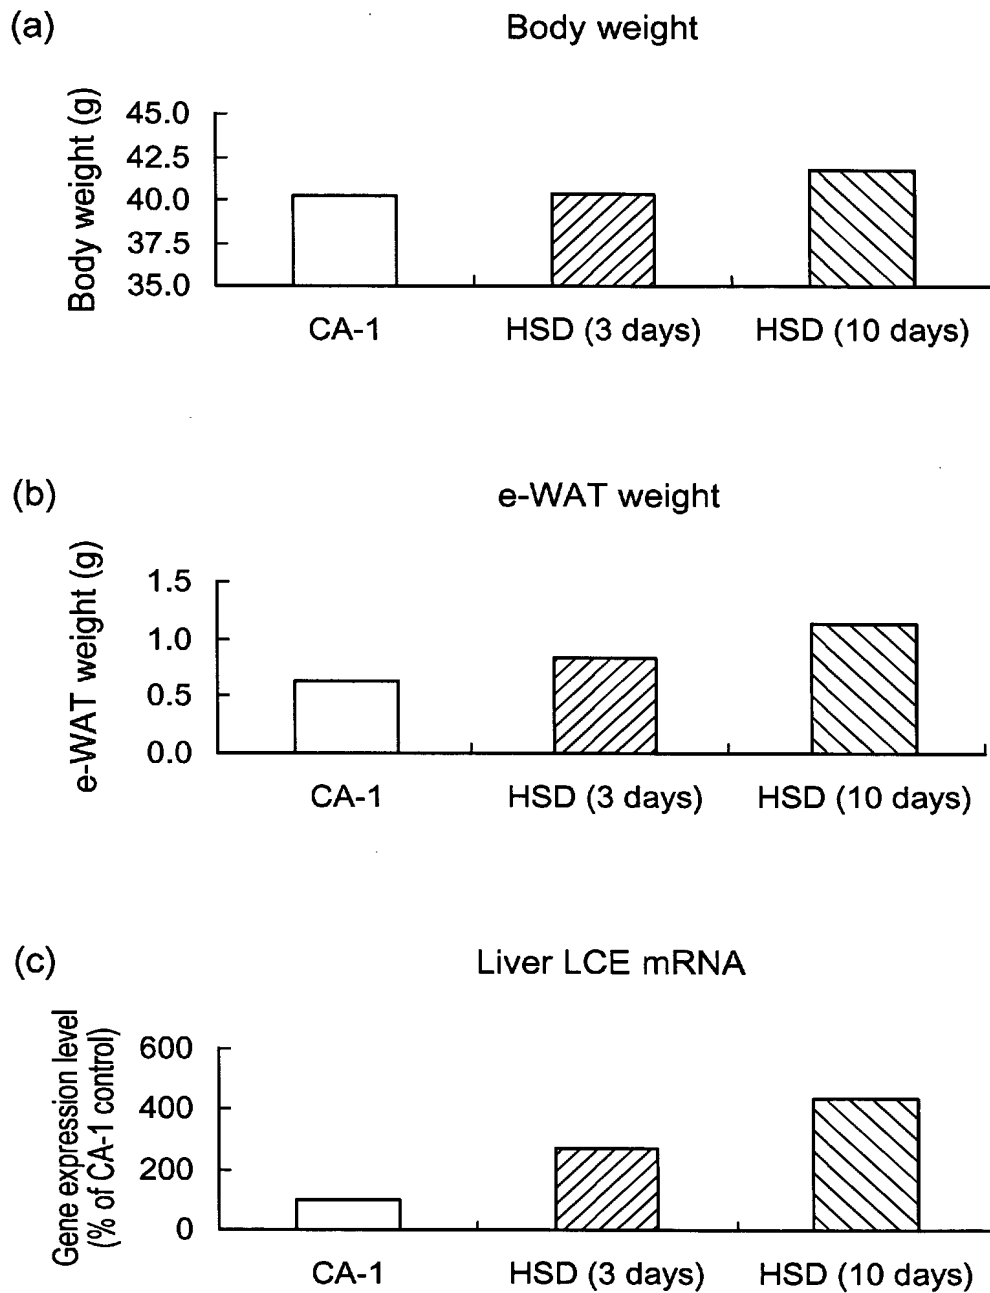 (a)
Body weight
Body weight (g)
45.0
42.5
40.0
37.5
35.0
CA-1
HSD (3 days)
HSD (10 days)
(b)
e-WAT weight
e-WAT weight (g)
1.5
1.0
0.5
0.0
CA-1
HSD (3 days)
HSD (10 days)
(c)
Liver LCE mRNA
Gene expression level
(% of CA-1 control)
600
400
200
0
CA-1
HSD (3 days)
HSD (10 days)